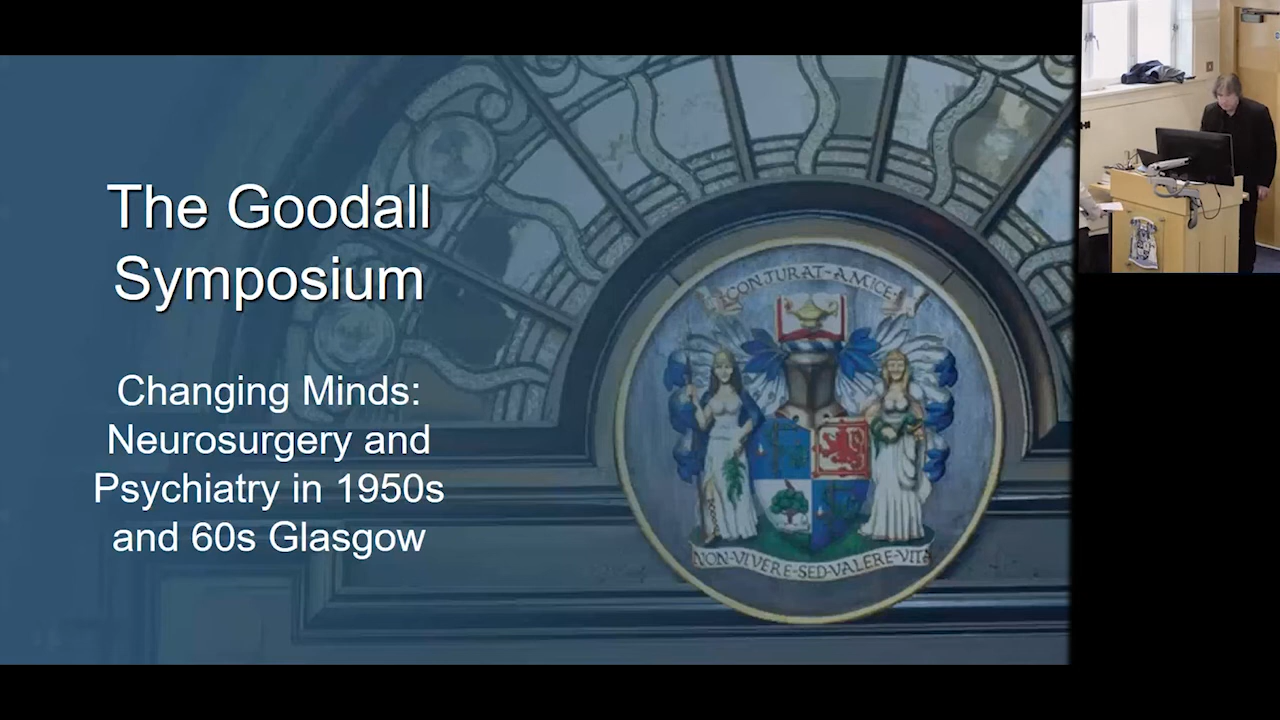 The Goodall
Symposium
Changing Minds:
Neurosurgery and
Psychiatry in 1950s
and 60s Glasgow
CONJURAT-AMICE-
NON-VIVERE-SED-VALERE-VITA